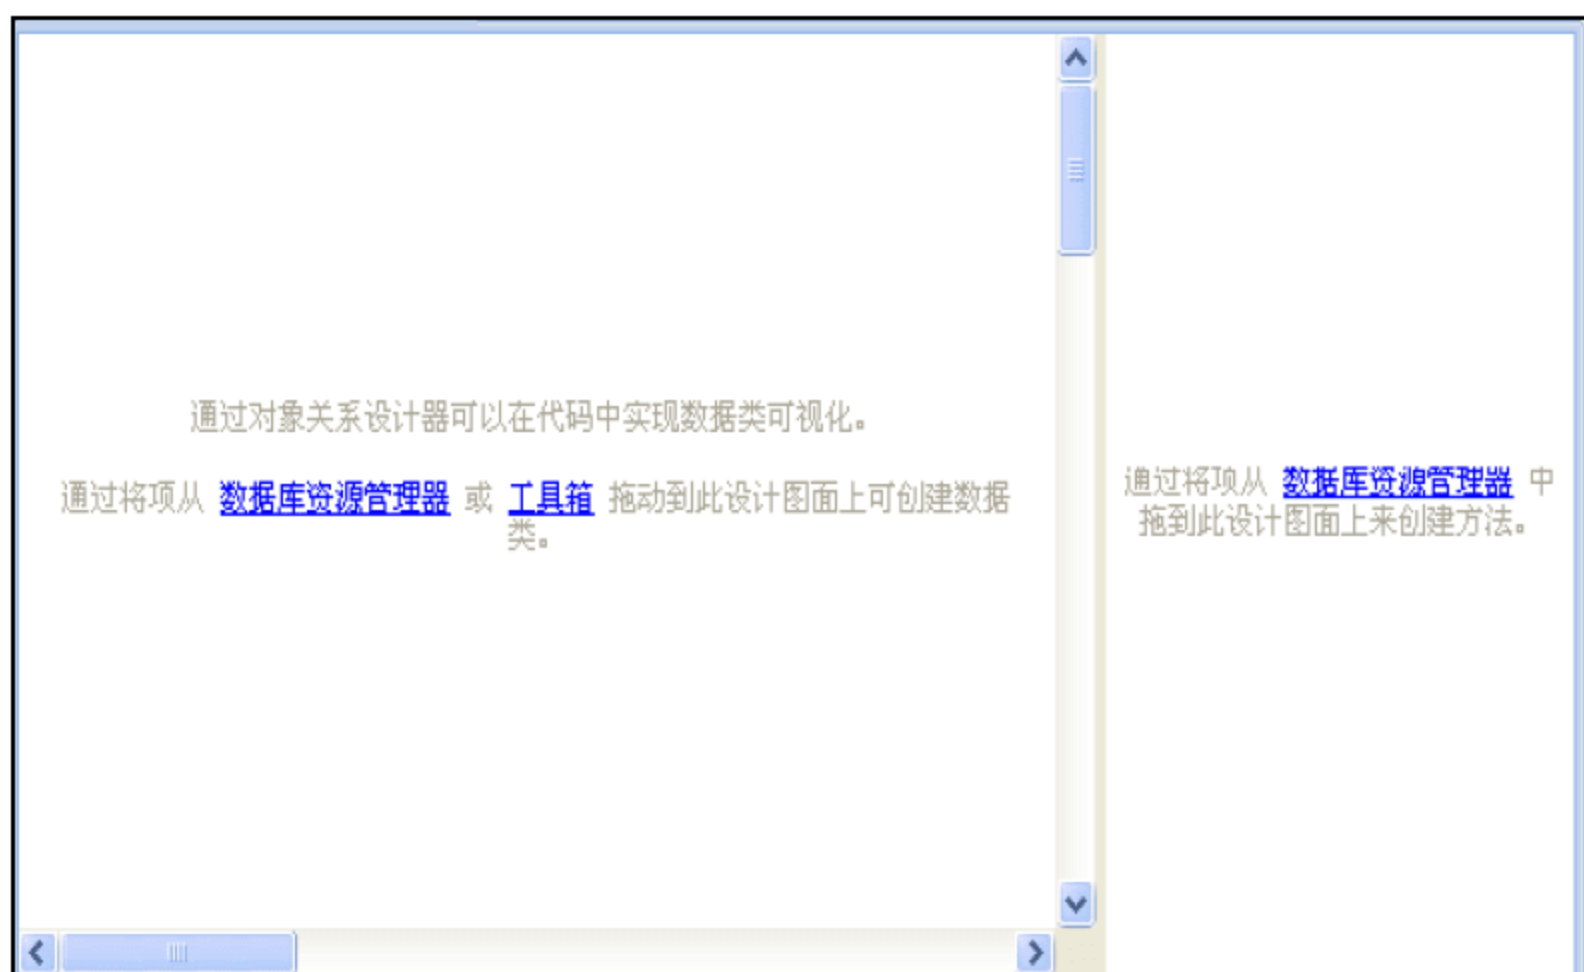 通过对象关系设计器可以在代码中实现数据类可视化。
通过将项从 数据库资源管理器 或 工具箱 拖动到此设计图面上可创建数据
类。
通过将项从 数据库资源管理器 中
拖到此设计图面上来创建方法。